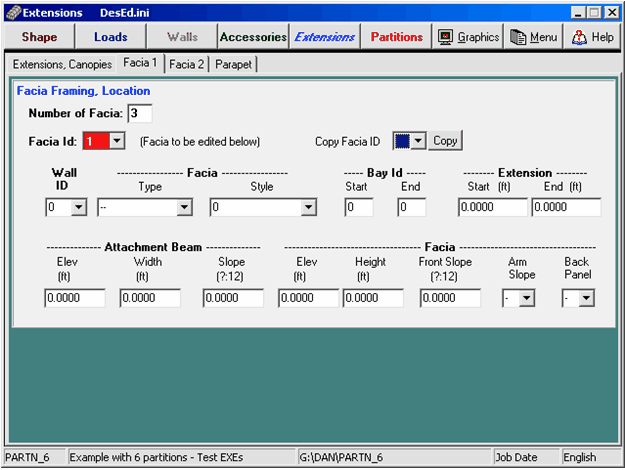 Extensions DesEd.ini
Shape Loads Walls Accessories Extensions Partitions Graphics Menu Help
Extensions, Canopies Facia 1 Facia 2 Parapet
Facia Framing, Location
Number of Facia: 3
Facia Id: 1 (Facia to be edited below) Copy Facia ID Copy
Wall ---------------- Facia ---------------- ----- Bay Id ----- ------- Extension -------
ID Type Style Start End Start (ft) End (ft)
0 -- 0 0 0 0.0000 0.0000
----------- Attachment Beam ------------ ---------------------------- Facia ----------------------------
Elev Width Slope Elev Height Front Slope Arm Back
(ft) (ft) (?:12) (ft) (ft) (?:12) Slope Panel
0.0000 0.0000 0.0000 0.0000 0.0000 0.0000 - -
PARTN_6 Example with 6 partitions - Test EXEs G:\DAN\PARTN_6 Job Date English